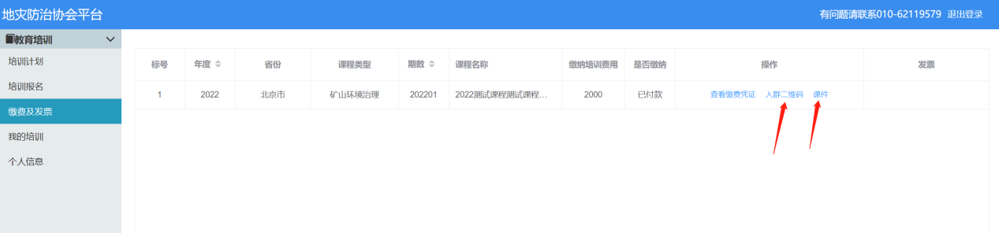 地灾防治协会平台
有问题请联系010-62119579 退出登录
教育培训
培训计划
培训报名
缴费及发票
我的培训
个人信息
标号 年度 省份 课程类型 期数 课程名称 缴纳培训费用 是否缴纳 操作 发票
1 2022 北京市 矿山环境治理 202201 2022测试课程测试课程... 2000 已付款 查看缴费凭证 入群二维码 课件